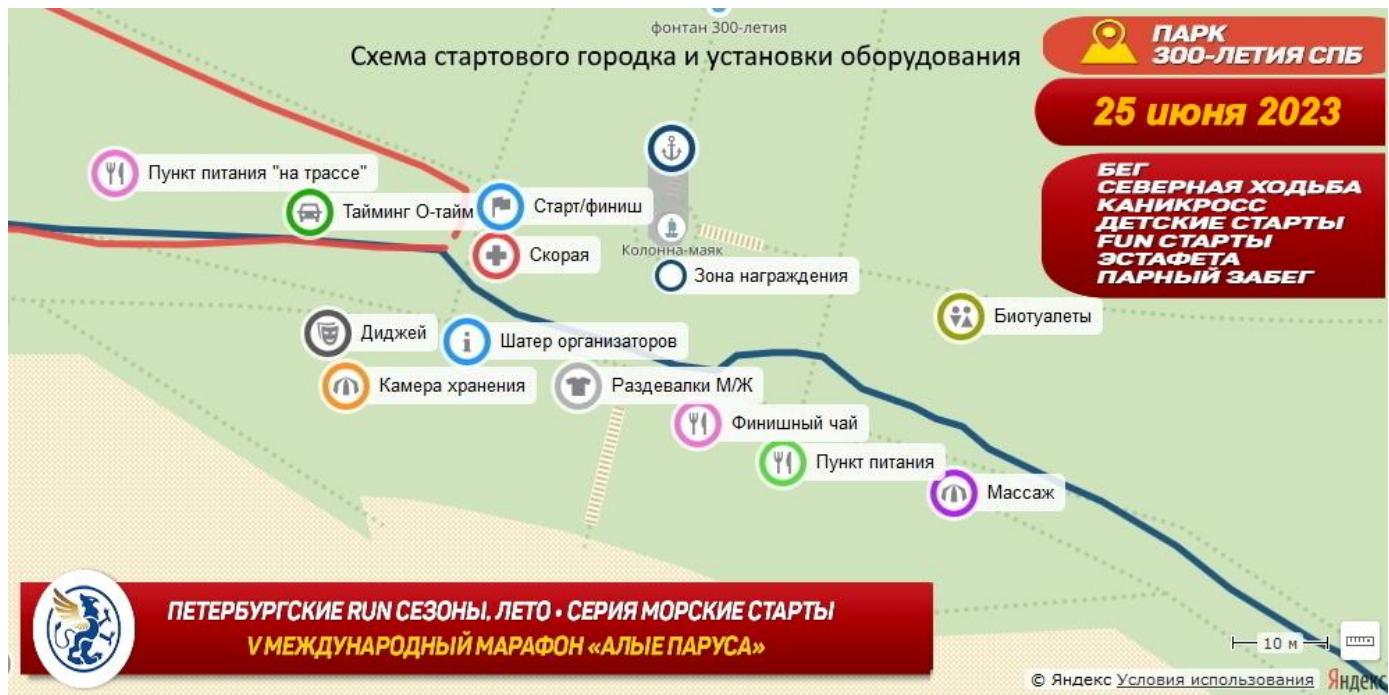 фонтан 300-летия
Схема стартового городка и установки оборудования
ПАРК
300-ЛЕТИЯ СПБ
25 июня 2023
БЕГ
СЕВЕРНАЯ ХОДЬБА
КАНИКРОСС
ДЕТСКИЕ СТАРТЫ
FUN СТАРТЫ
ЭСТАФЕТА
ПАРНЫЙ ЗАБЕГ
Пункт питания "на трассе"
Тайминг О-тайм
Старт/финиш
Скорая
Колонна-маяк
Зона награждения
Биотуалеты
Диджей
Шатер организаторов
Камера хранения
Раздевалки М/Ж
Финишный чай
Пункт питания
Массаж
ПЕТЕРБУРГСКИЕ RUN СЕЗОНЫ. ЛЕТО • СЕРИЯ МОРСКИЕ СТАРТЫ
V МЕЖДУНАРОДНЫЙ МАРАФОН «АЛЫЕ ПАРУСА»
10 м
© Яндекс Условия использования Яндекс